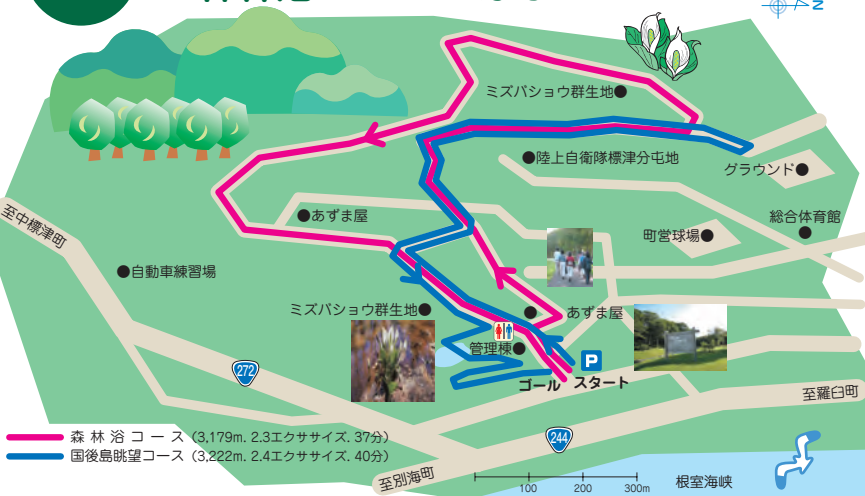 N
ミズバショウ群生地
陸上自衛隊標津分屯地
グラウンド
総合体育館
町営球場
あずま屋
至中標津町
自動車練習場
ミズバショウ群生地
あずま屋
管理棟
P
ゴール スタート
272
244
至羅臼町
至別海町
根室海峡
100 200 300m
森林浴コース (3,179m. 2.3エクササイズ. 37分)
国後島眺望コース (3,222m. 2.4エクササイズ. 40分)